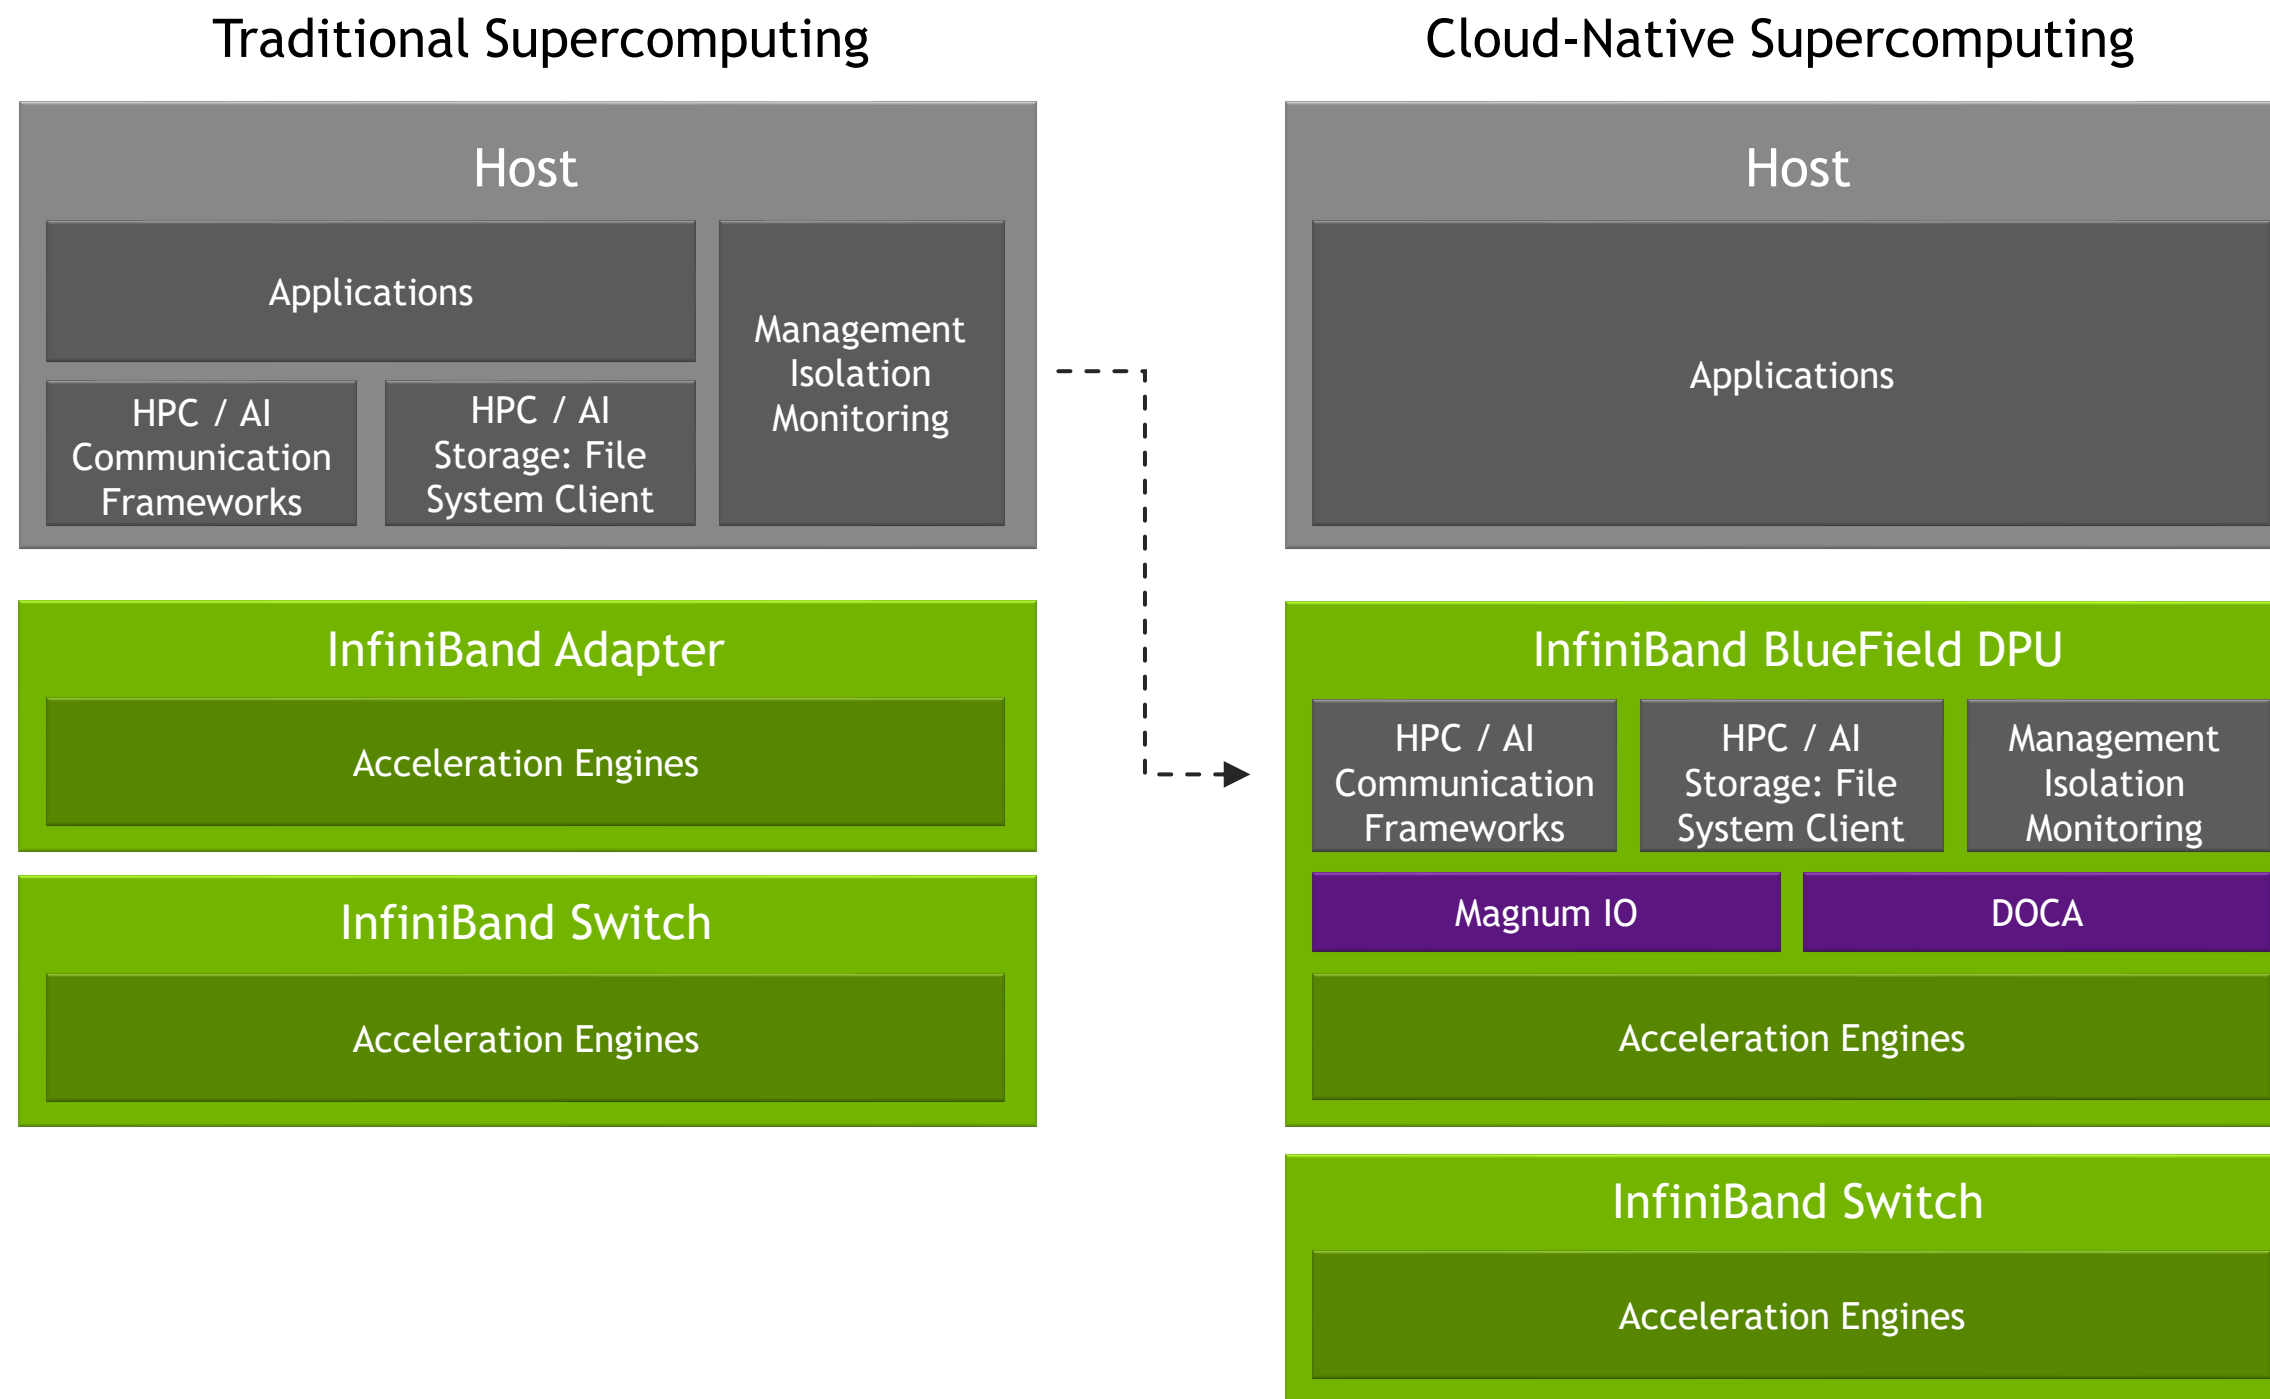 Traditional Supercomputing
Host
Applications
HPC / AI
Communication
Frameworks
HPC / AI
Storage: File
System Client
Management
Isolation
Monitoring
InfiniBand Adapter
Acceleration Engines
InfiniBand Switch
Acceleration Engines
Cloud-Native Supercomputing
Host
Applications
InfiniBand BlueField DPU
HPC / AI
Communication
Frameworks
HPC / AI
Storage: File
System Client
Management
Isolation
Monitoring
Magnum IO
DOCA
Acceleration Engines
InfiniBand Switch
Acceleration Engines